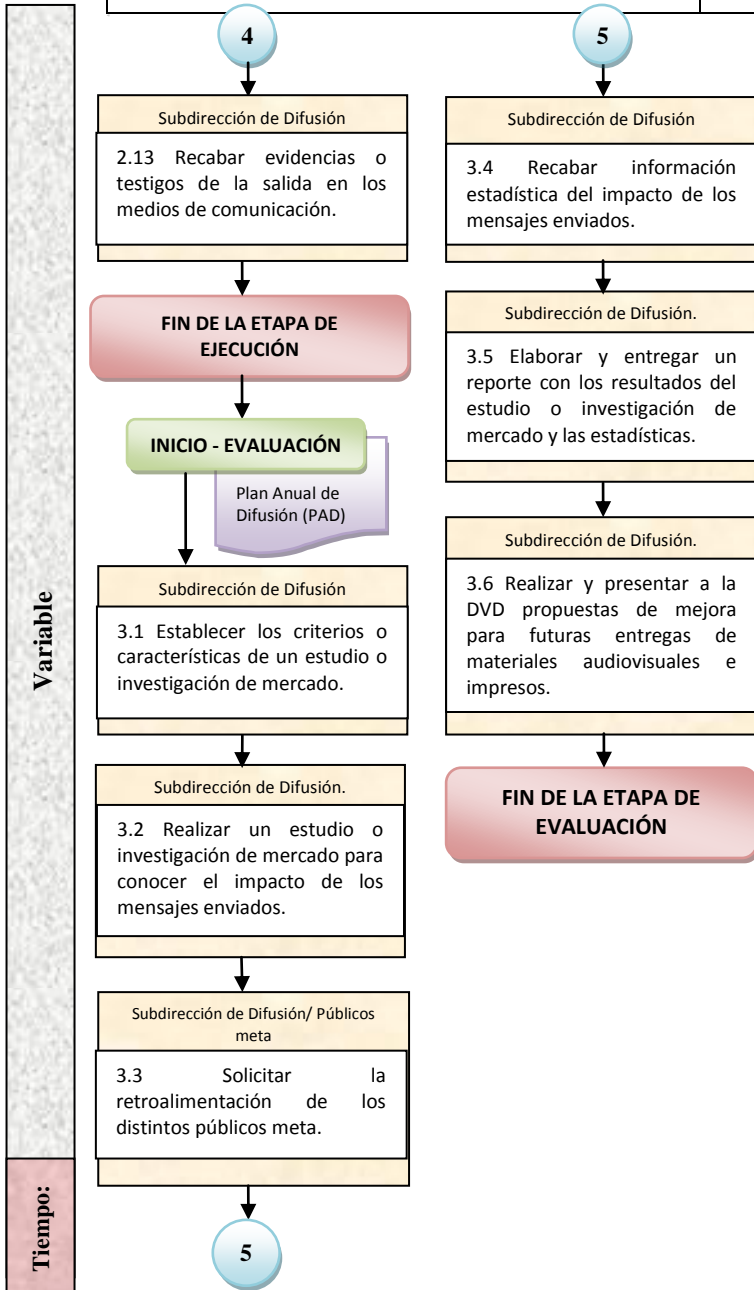 4
Subdirección de Difusión
2.13 Recabar evidencias o
testigos de la salida en los
medios de comunicación.
FIN DE LA ETAPA DE
EJECUCIÓN
INICIO - EVALUACIÓN
Plan Anual de
Difusión (PAD)
Subdirección de Difusión
3.1 Establecer los criterios o
características de un estudio o
investigación de mercado.
Subdirección de Difusión.
3.2 Realizar un estudio o
investigación de mercado para
conocer el impacto de los
mensajes enviados.
Subdirección de Difusión/ Públicos
meta
3.3 Solicitar la
retroalimentación de los
distintos públicos meta.
5
5
Subdirección de Difusión
3.4 Recabar información
estadística del impacto de los
mensajes enviados.
Subdirección de Difusión.
3.5 Elaborar y entregar un
reporte con los resultados del
estudio o investigación de
mercado y las estadísticas.
Subdirección de Difusión.
3.6 Realizar y presentar a la
DVD propuestas de mejora
para futuras entregas de
materiales audiovisuales e
impresos.
FIN DE LA ETAPA DE
EVALUACIÓN
Variable
Tiempo: